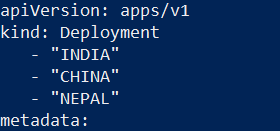 apiVersion: apps/v1
kind: Deployment
   - "INDIA"
   - "CHINA"
   - "NEPAL"
metadata: